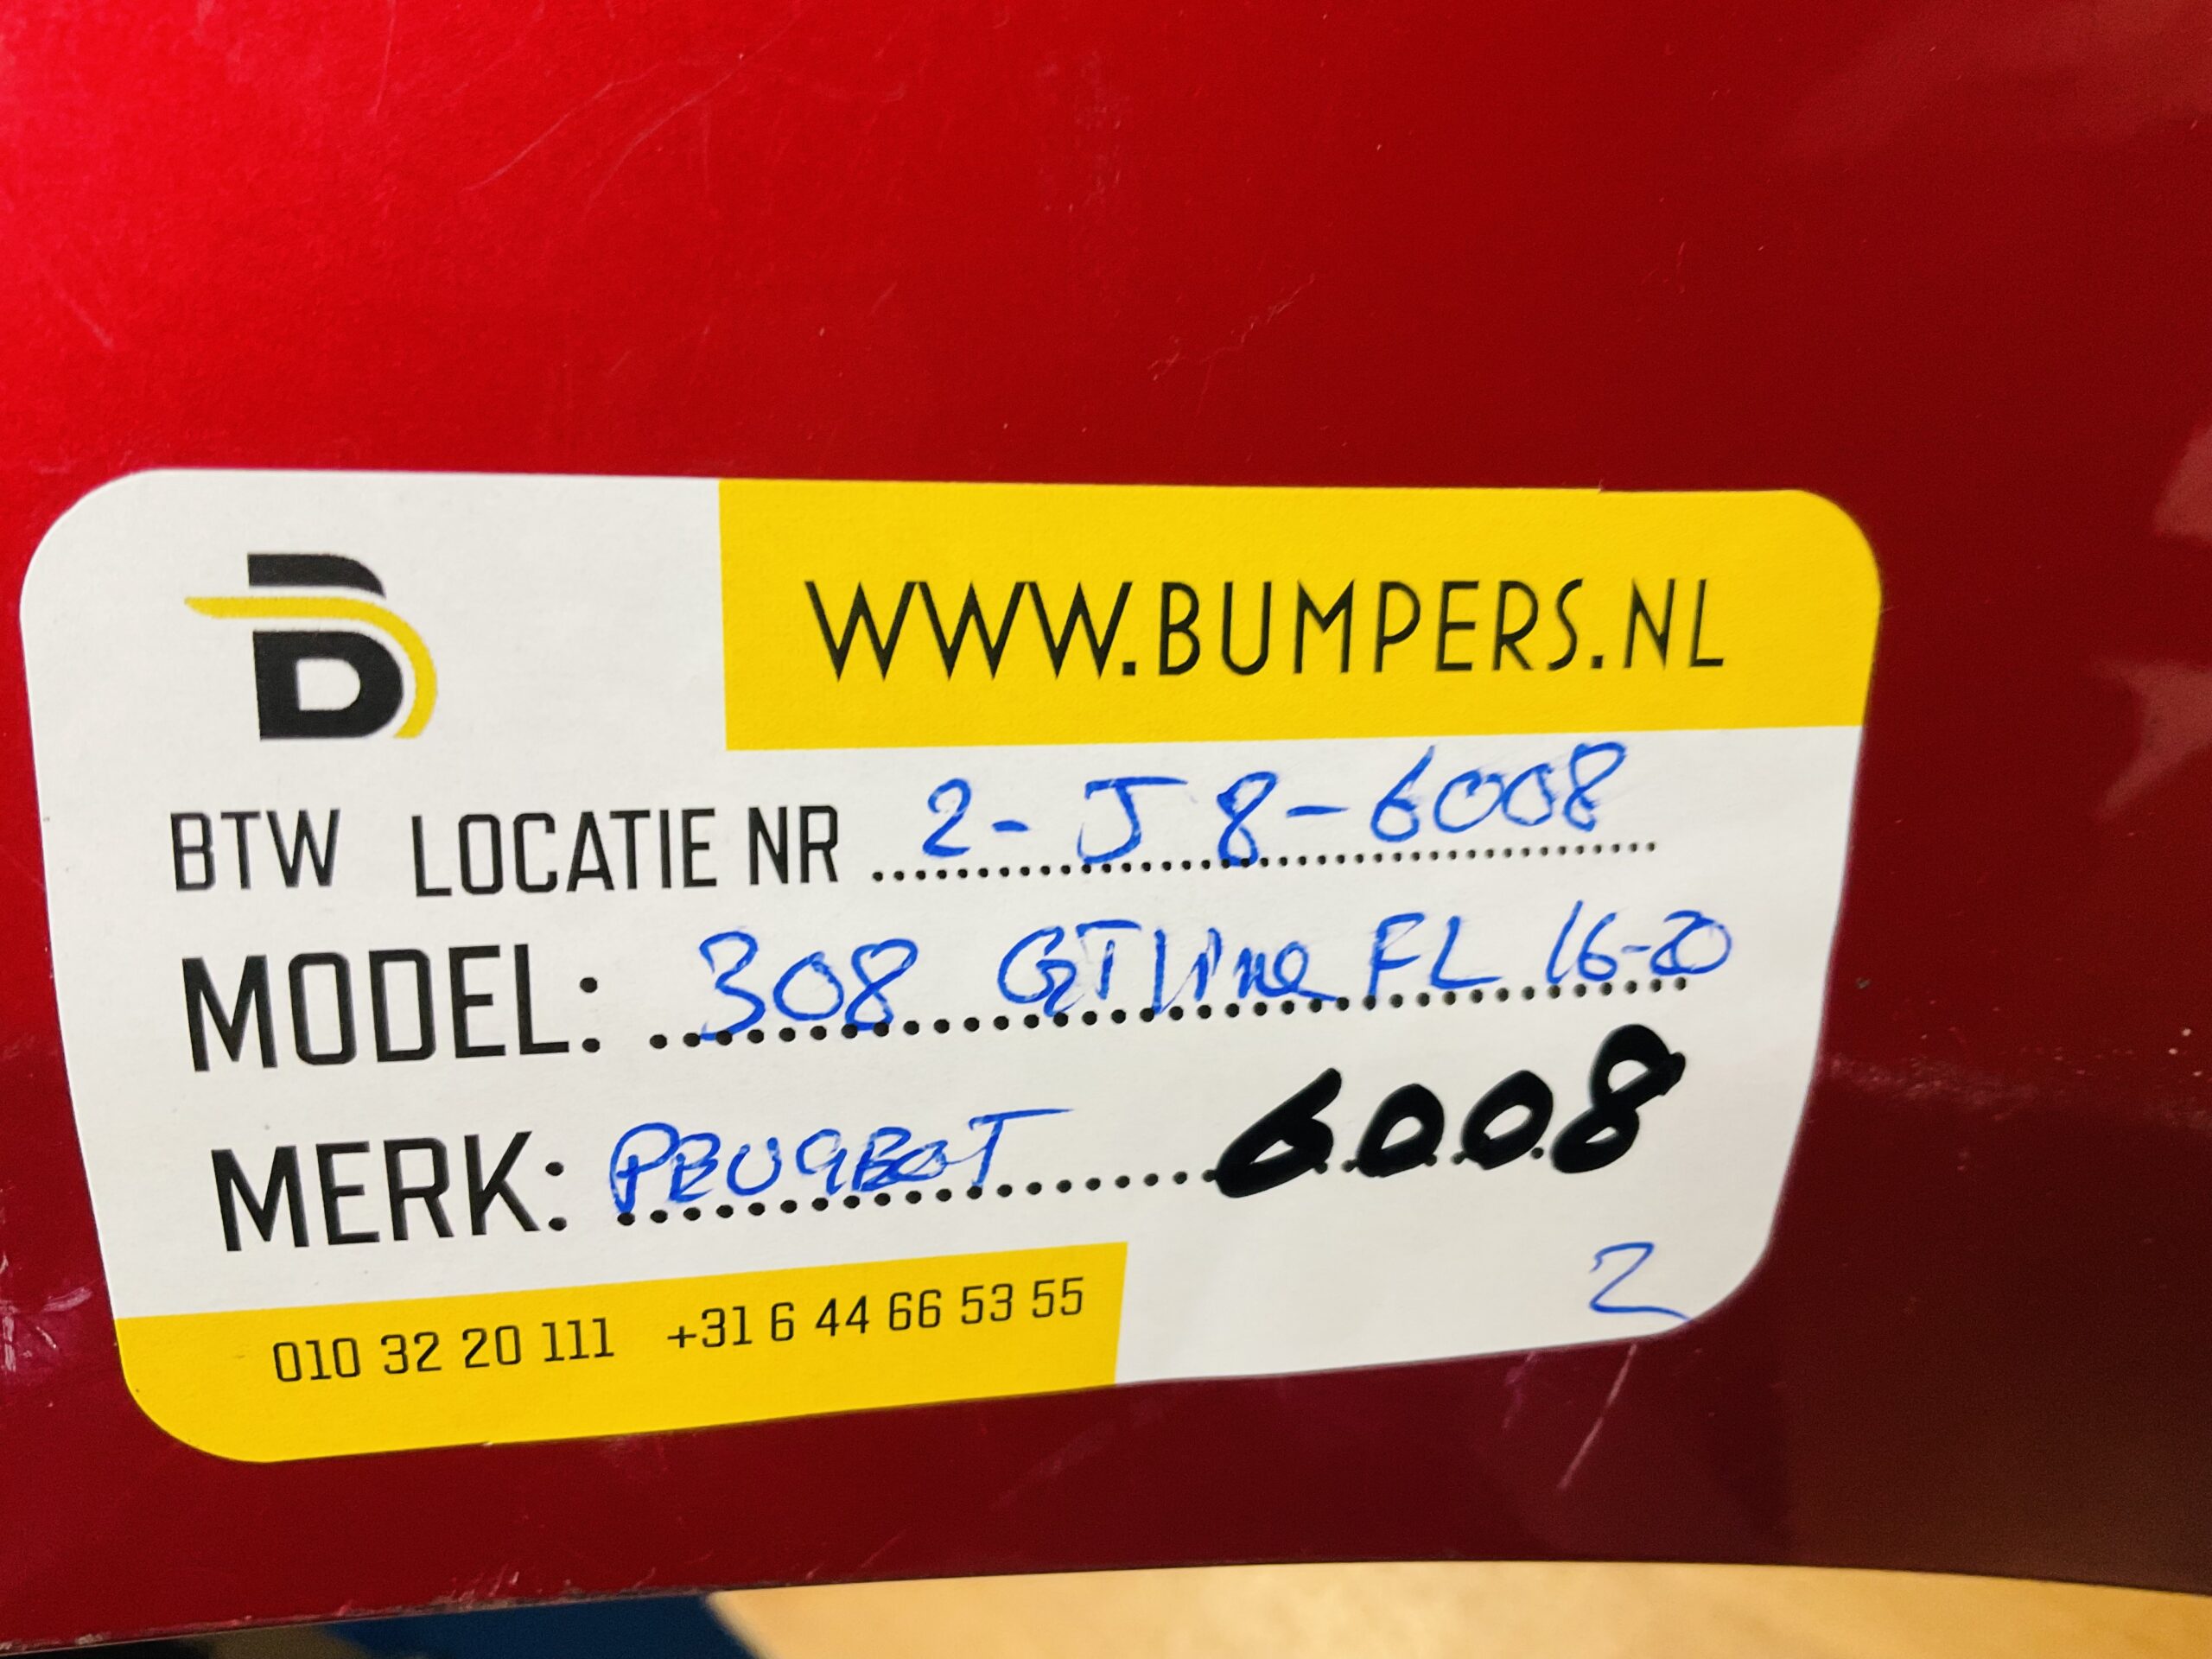 B
WWW.BUMPERS.NL
BTW LOCATIE NR 2-J8-6008
MODEL: 308 GTline FL 16-20
MERK: PEUGEOT 6008
2
010 32 20 111 +31 6 44 66 53 55